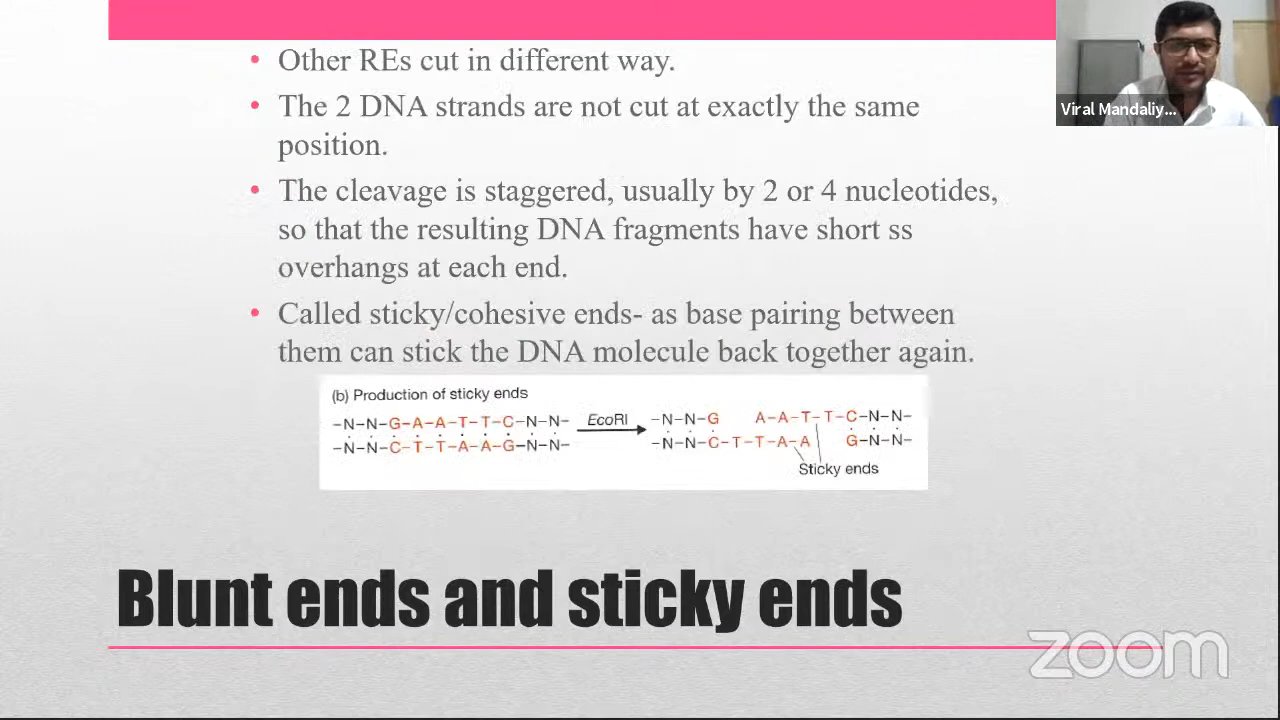 • Other REs cut in different way.
• The 2 DNA strands are not cut at exactly the same
position.
• The cleavage is staggered, usually by 2 or 4 nucleotides,
so that the resulting DNA fragments have short ss
overhangs at each end.
• Called sticky/cohesive ends- as base pairing between
them can stick the DNA molecule back together again.
(b) Production of sticky ends
–N–N–G–A–A–T–T–C–N–N– EcoRI –N–N–G A–A–T–T–C–N–N–
–N–N–C–T–T–A–A–G–N–N– –N–N–C–T–T–A–A G–N–N–
Sticky ends
Blunt ends and sticky ends
Viral Mandaliy...
zoom